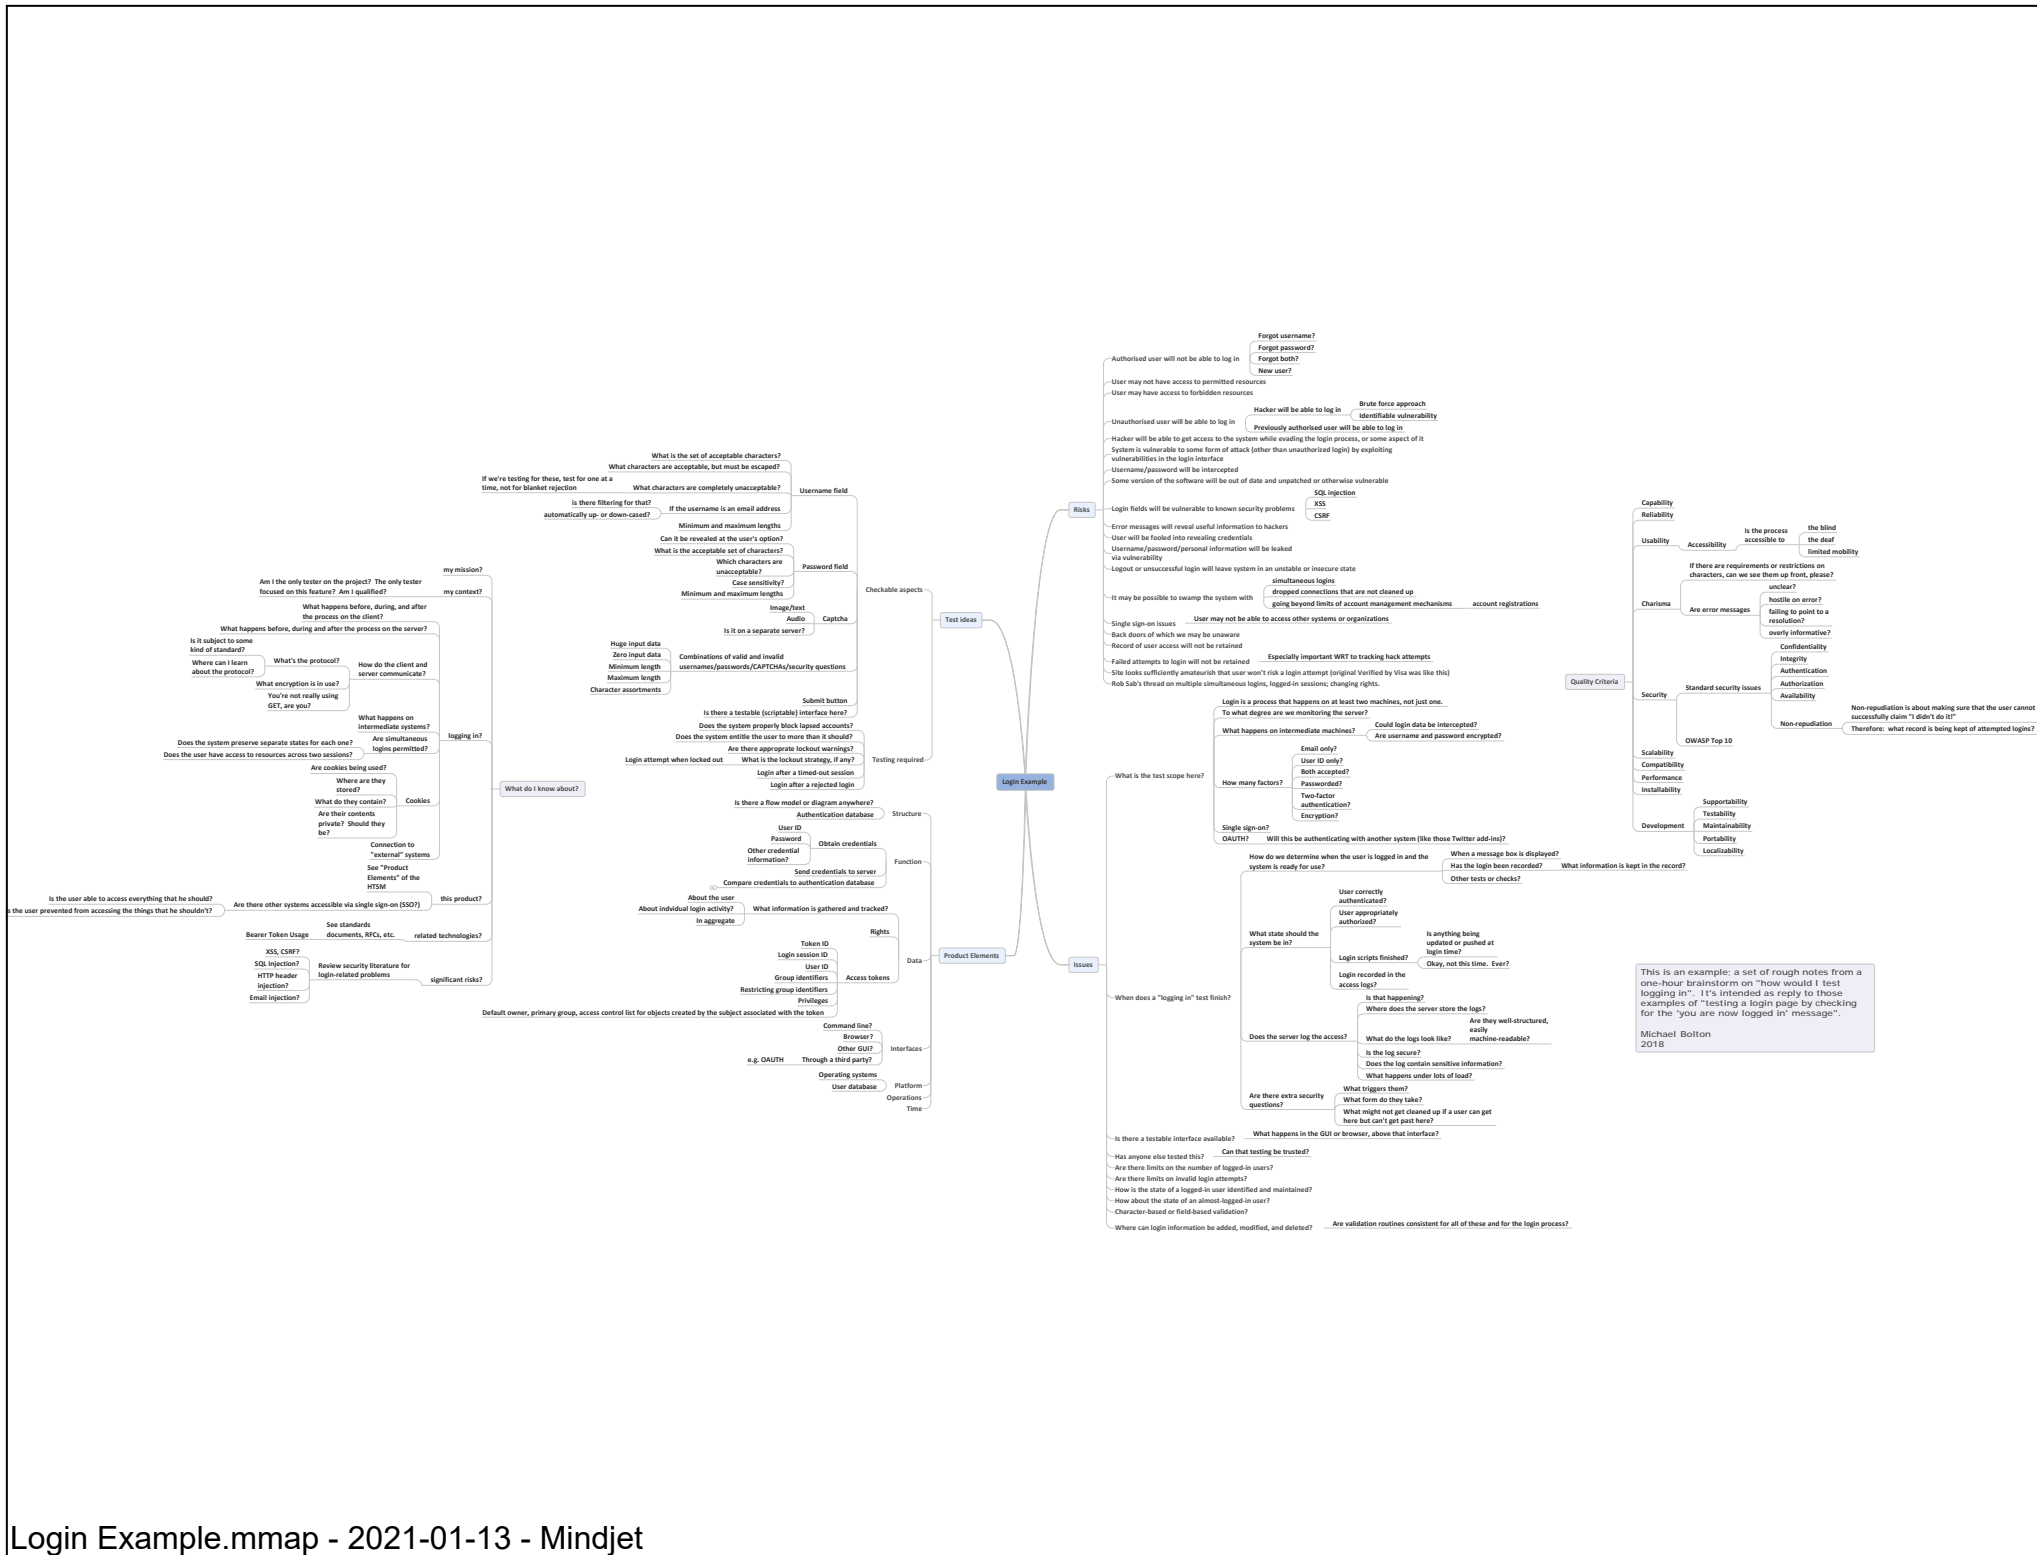 Login Example
Risks
Authorised user will not be able to log in
Forgot username?
Forgot password?
Forgot both?
New user?
User may not have access to permitted resources
User may have access to forbidden resources
Unauthorised user will be able to log in
Hacker will be able to log in
Brute force approach
Identifiable vulnerability
Previously authorised user will be able to log in
Hacker will be able to get access to the system while evading the login process, or some aspect of it
System is vulnerable to some form of attack (other than unauthorized login) by exploiting
vulnerabilities in the login interface
Username/password will be intercepted
Some version of the software will be out of date and unpatched or otherwise vulnerable
Login fields will be vulnerable to known security problems
SQL injection
XSS
CSRF
Error messages will reveal useful information to hackers
User will be fooled into revealing credentials
Username/password/personal information will be leaked
via vulnerability
Logout or unsuccessful login will leave system in an unstable or insecure state
It may be possible to swamp the system with
simultaneous logins
dropped connections that are not cleaned up
going beyond limits of account management mechanisms
account registrations
Single sign-on issues
User may not be able to access other systems or organizations
Back doors of which we may be unaware
Record of user access will not be retained
Failed attempts to login will not be retained
Especially important WRT to tracking hack attempts
Site looks sufficiently amateurish that user won't risk a login attempt (original Verified by Visa was like this)
Rob Sab's thread on multiple simultaneous logins, logged-in sessions; changing rights.
Issues
What is the test scope here?
Login is a process that happens on at least two machines, not just one.
To what degree are we monitoring the server?
What happens on intermediate machines?
Could login data be intercepted?
Are username and password encrypted?
How many factors?
Email only?
User ID only?
Both accepted?
Passworded?
Two-factor
authentication?
Encryption?
Single sign-on?
OAUTH?
Will this be authenticating with another system (like those Twitter add-ins)?
When does a "logging in" test finish?
How do we determine when the user is logged in and the
system is ready for use?
When a message box is displayed?
Has the login been recorded?
What information is kept in the record?
Other tests or checks?
What state should the
system be in?
User correctly
authenticated?
User appropriately
authorized?
Login scripts finished?
Is anything being
updated or pushed at
login time?
Okay, not this time. Ever?
Login recorded in the
access logs?
Does the server log the access?
Is that happening?
Where does the server store the logs?
What do the logs look like?
Are they well-structured,
easily
machine-readable?
Is the log secure?
Does the log contain sensitive information?
What happens under lots of load?
Are there extra security
questions?
What triggers them?
What form do they take?
What might not get cleaned up if a user can get
here but can't get past here?
Is there a testable interface available?
What happens in the GUI or browser, above that interface?
Has anyone else tested this?
Can that testing be trusted?
Are there limits on the number of logged-in users?
Are there limits on invalid login attempts?
How is the state of a logged-in user identified and maintained?
How about the state of an almost-logged-in user?
Character-based or field-based validation?
Where can login information be added, modified, and deleted?
Are validation routines consistent for all of these and for the login process?
Test ideas
Checkable aspects
Username field
What is the set of acceptable characters?
What characters are acceptable, but must be escaped?
What characters are completely unacceptable?
If we're testing for these, test for one at a
time, not for blanket rejection
If the username is an email address
is there filtering for that?
automatically up- or down-cased?
Minimum and maximum lengths
Password field
Can it be revealed at the user's option?
What is the acceptable set of characters?
Which characters are
unacceptable?
Case sensitivity?
Minimum and maximum lengths
Captcha
Image/text
Audio
Is it on a separate server?
Combinations of valid and invalid
usernames/passwords/CAPTCHAs/security questions
Huge input data
Zero input data
Minimum length
Maximum length
Character assortments
Submit button
Is there a testable (scriptable) interface here?
Testing required
Does the system properly block lapsed accounts?
Does the system entitle the user to more than it should?
Are there approprate lockout warnings?
What is the lockout strategy, if any?
Login attempt when locked out
Login after a timed-out session
Login after a rejected login
Product Elements
Structure
Is there a flow model or diagram anywhere?
Authentication database
Function
Obtain credentials
User ID
Password
Other credential
information?
Send credentials to server
Compare credentials to authentication database
Data
What information is gathered and tracked?
About the user
About indvidual login activity?
In aggregate
Rights
Access tokens
Token ID
Login session ID
User ID
Group identifiers
Restricting group identifiers
Privileges
Default owner, primary group, access control list for objects created by the subject associated with the token
Interfaces
Command line?
Browser?
Other GUI?
Through a third party?
e.g. OAUTH
Platform
Operating systems
User database
Operations
Time
What do I know about?
my mission?
my context?
Am I the only tester on the project? The only tester
focused on this feature? Am I qualified?
logging in?
What happens before, during, and after
the process on the client?
What happens before, during and after the process on the server?
How do the client and
server communicate?
What's the protocol?
Is it subject to some
kind of standard?
Where can I learn
about the protocol?
What encryption is in use?
You're not really using
GET, are you?
What happens on
intermediate systems?
Are simultaneous
logins permitted?
Does the system preserve separate states for each one?
Does the user have access to resources across two sessions?
Cookies
Are cookies being used?
Where are they
stored?
What do they contain?
Are their contents
private? Should they
be?
Connection to
"external" systems
this product?
See "Product
Elements" of the
HTSM
Are there other systems accessible via single sign-on (SSO?)
Is the user able to access everything that he should?
s the user prevented from accessing the things that he shouldn't?
related technologies?
See standards
documents, RFCs, etc.
Bearer Token Usage
significant risks?
Review security literature for
login-related problems
XSS, CSRF?
SQL Injection?
HTTP header
injection?
Email injection?
Quality Criteria
Capability
Reliability
Usability
Accessibility
Is the process
accessible to
the blind
the deaf
limited mobility
Charisma
If there are requirements or restrictions on
characters, can we see them up front, please?
Are error messages
unclear?
hostile on error?
failing to point to a
resolution?
overly informative?
Security
Standard security issues
Confidentiality
Integrity
Authentication
Authorization
Availability
Non-repudiation
Non-repudiation is about making sure that the user cannot
successfully claim "I didn't do it!"
Therefore: what record is being kept of attempted logins?
OWASP Top 10
Scalability
Compatibility
Performance
Installability
Development
Supportability
Testability
Maintainability
Portability
Localizability
This is an example; a set of rough notes from a
one-hour brainstorm on "how would I test
logging in". It's intended as reply to those
examples of "testing a login page by checking
for the 'you are now logged in' message".
Michael Bolton
2018
Login Example.mmap - 2021-01-13 - Mindjet